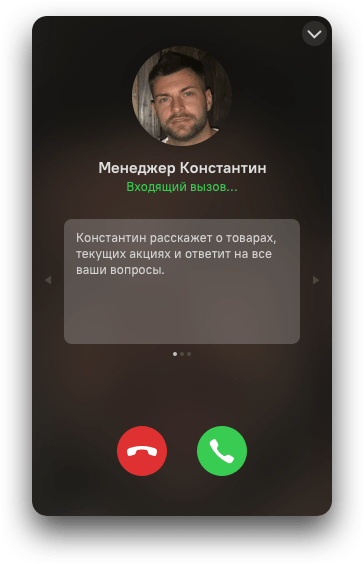 Менеджер Константин
Входящий вызов...
Константин расскажет о товарах,
текущих акциях и ответит на все
ваши вопросы.